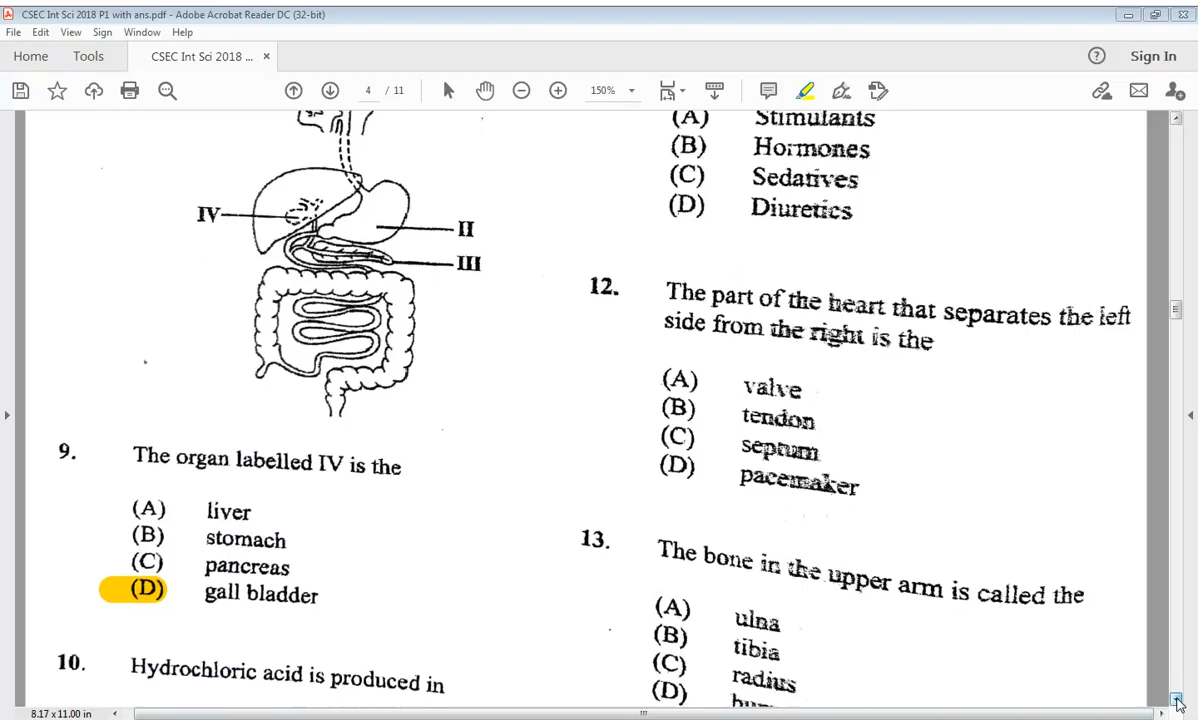 CSEC Int Sci 2018 P1 with ans.pdf - Adobe Acrobat Reader DC (32-bit)
File Edit View Sign Window Help
Home Tools CSEC Int Sci 2018 ... × Sign In
4 / 11 150%
IV
II
III
9. The organ labelled IV is the
(A) liver
(B) stomach
(C) pancreas
(D) gall bladder
10. Hydrochloric acid is produced in
(A) Stimulants
(B) Hormones
(C) Sedatives
(D) Diuretics
12. The part of the heart that separates the left
side from the right is the
(A) valve
(B) tendon
(C) septum
(D) pacemaker
13. The bone in the upper arm is called the
(A) ulna
(B) tibia
(C) radius
(D)
8.17 x 11.00 in